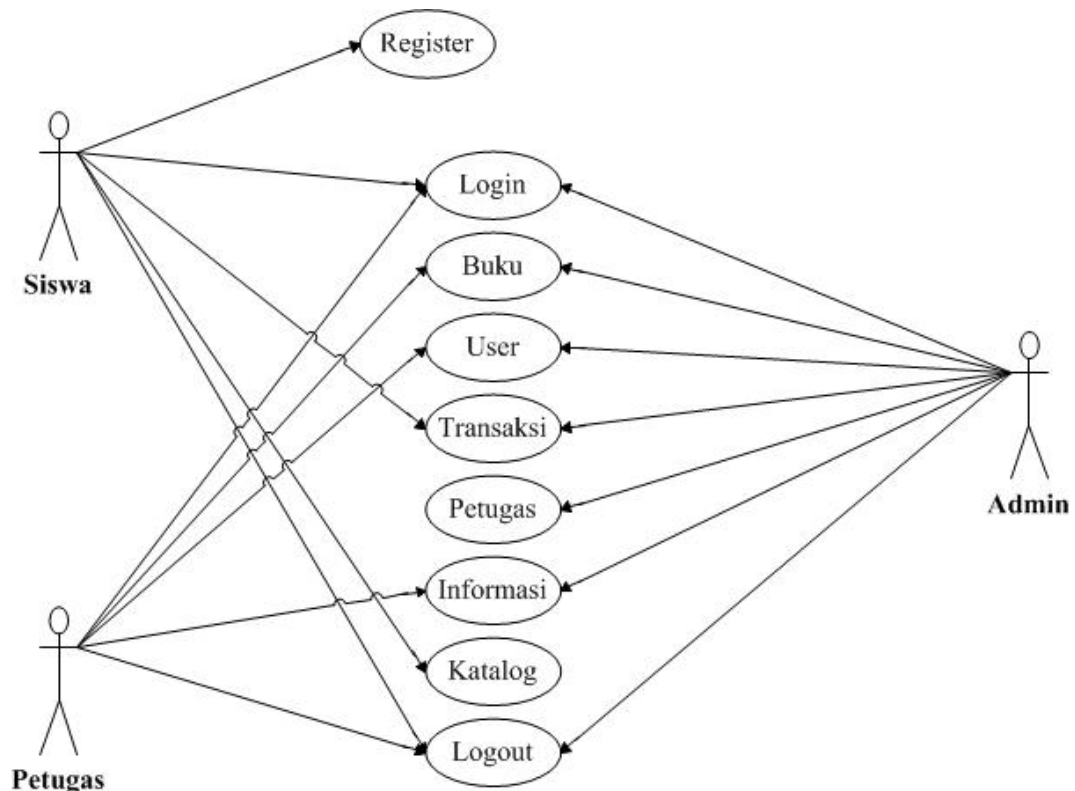 Register
Login
Siswa
Buku
User
Transaksi
Petugas
Admin
Informasi
Katalog
Logout
Petugas